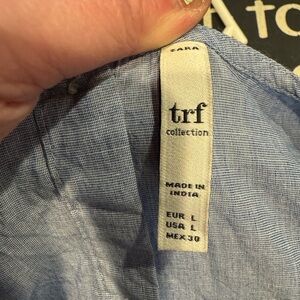 ZARA
trf
collection
MADE IN
INDIA
EUR L
USA L
MEX 30